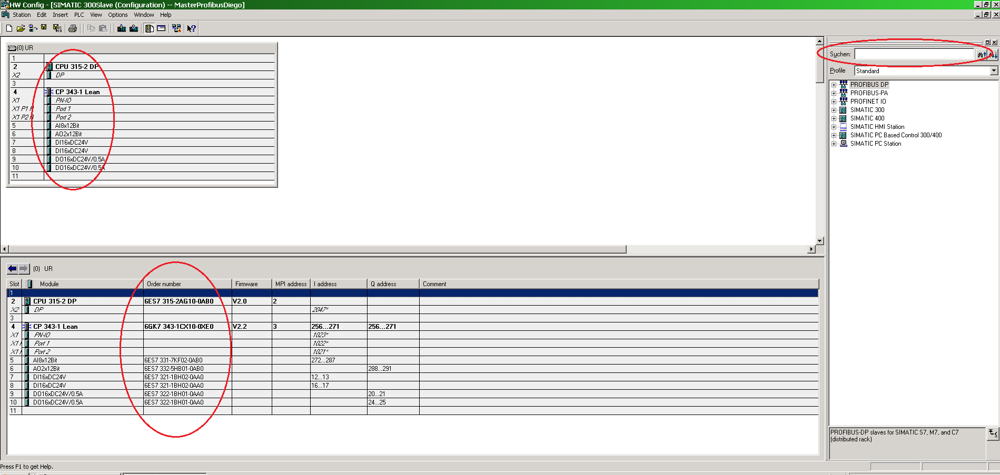 HW Config - [SIMATIC 300Slave (Configuration) -- MasterProfibusDiego]
Station Edit Insert PLC View Options Window Help
(0) UR
1
2 CPU 315-2 DP
X2 DP
3
4 CP 343-1 Lean
X1 PN-IO
X1 P1 Port 1
X1 P2 Port 2
5 AI8x12Bit
6 AO2x12Bit
7 DI16xDC24V
8 DI16xDC24V
9 DO16xDC24V/0.5A
10 DO16xDC24V/0.5A
11
Suchen:
Profile Standard
PROFIBUS DP
PROFIBUS-PA
PROFINET IO
SIMATIC 300
SIMATIC 400
SIMATIC HMI Station
SIMATIC PC Based Control 300/400
SIMATIC PC Station
(0) UR
Slot Module Order number Firmware MPI address I address Q address Comment
1
2 CPU 315-2 DP 6ES7 315-2AG10-0AB0 V2.0 2
X2 DP 2047*
3
4 CP 343-1 Lean 6GK7 343-1CX10-0XE0 V2.2 3 256...271 256...271
X1 PN-IO 1023*
X1 Port 1 1022*
X1 Port 2 1021*
5 AI8x12Bit 6ES7 331-7KF02-0AB0 272...287
6 AO2x12Bit 6ES7 332-5HB01-0AB0 288...291
7 DI16xDC24V 6ES7 321-1BH02-0AA0 12...13
8 DI16xDC24V 6ES7 321-1BH02-0AA0 16...17
9 DO16xDC24V/0.5A 6ES7 322-1BH01-0AA0 20...21
10 DO16xDC24V/0.5A 6ES7 322-1BH01-0AA0 24...25
11
PROFIBUS-DP slaves for SIMATIC S7, M7, and C7
(distributed rack)
Press F1 to get Help.